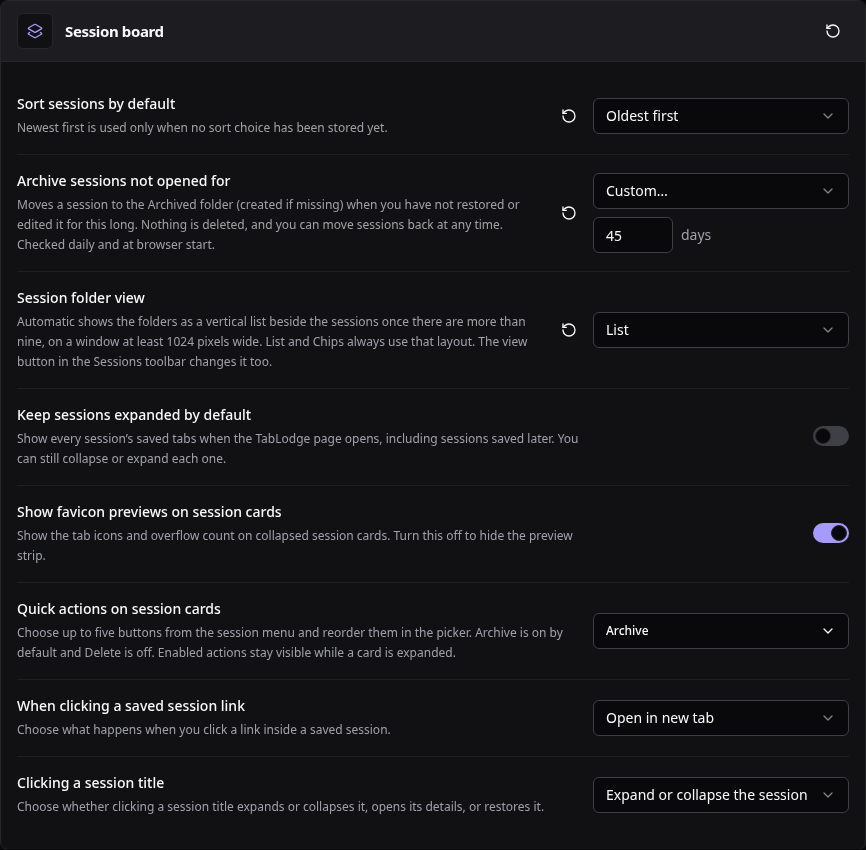 Session board
Sort sessions by default
Newest first is used only when no sort choice has been stored yet.
Oldest first
Archive sessions not opened for
Moves a session to the Archived folder (created if missing) when you have not restored or
edited it for this long. Nothing is deleted, and you can move sessions back at any time.
Checked daily and at browser start.
Custom...
45 days
Session folder view
Automatic shows the folders as a vertical list beside the sessions once there are more than
nine, on a window at least 1024 pixels wide. List and Chips always use that layout. The view
button in the Sessions toolbar changes it too.
List
Keep sessions expanded by default
Show every session’s saved tabs when the TabLodge page opens, including sessions saved later. You
can still collapse or expand each one.
Show favicon previews on session cards
Show the tab icons and overflow count on collapsed session cards. Turn this off to hide the preview
strip.
Quick actions on session cards
Choose up to five buttons from the session menu and reorder them in the picker. Archive is on by
default and Delete is off. Enabled actions stay visible while a card is expanded.
Archive
When clicking a saved session link
Choose what happens when you click a link inside a saved session.
Open in new tab
Clicking a session title
Choose whether clicking a session title expands or collapses it, opens its details, or restores it.
Expand or collapse the session